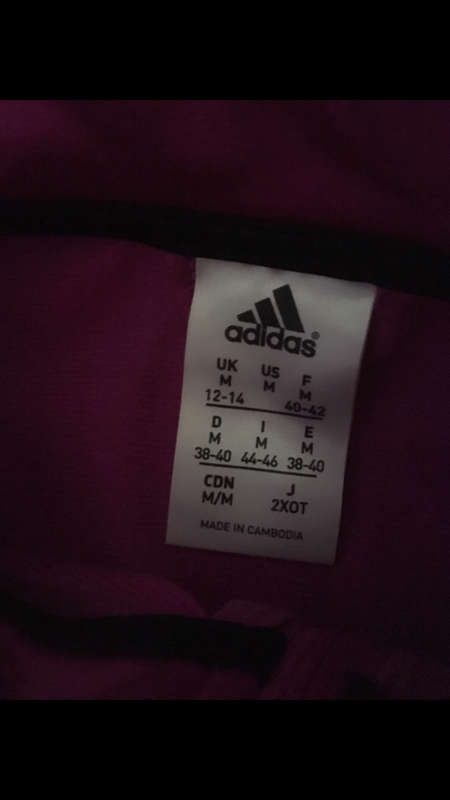 adidas®
UK US F
M M M
12-14 40-42
D I E
M M M
38-40 44-46 38-40
CDN J
M/M 2XOT
MADE IN CAMBODIA